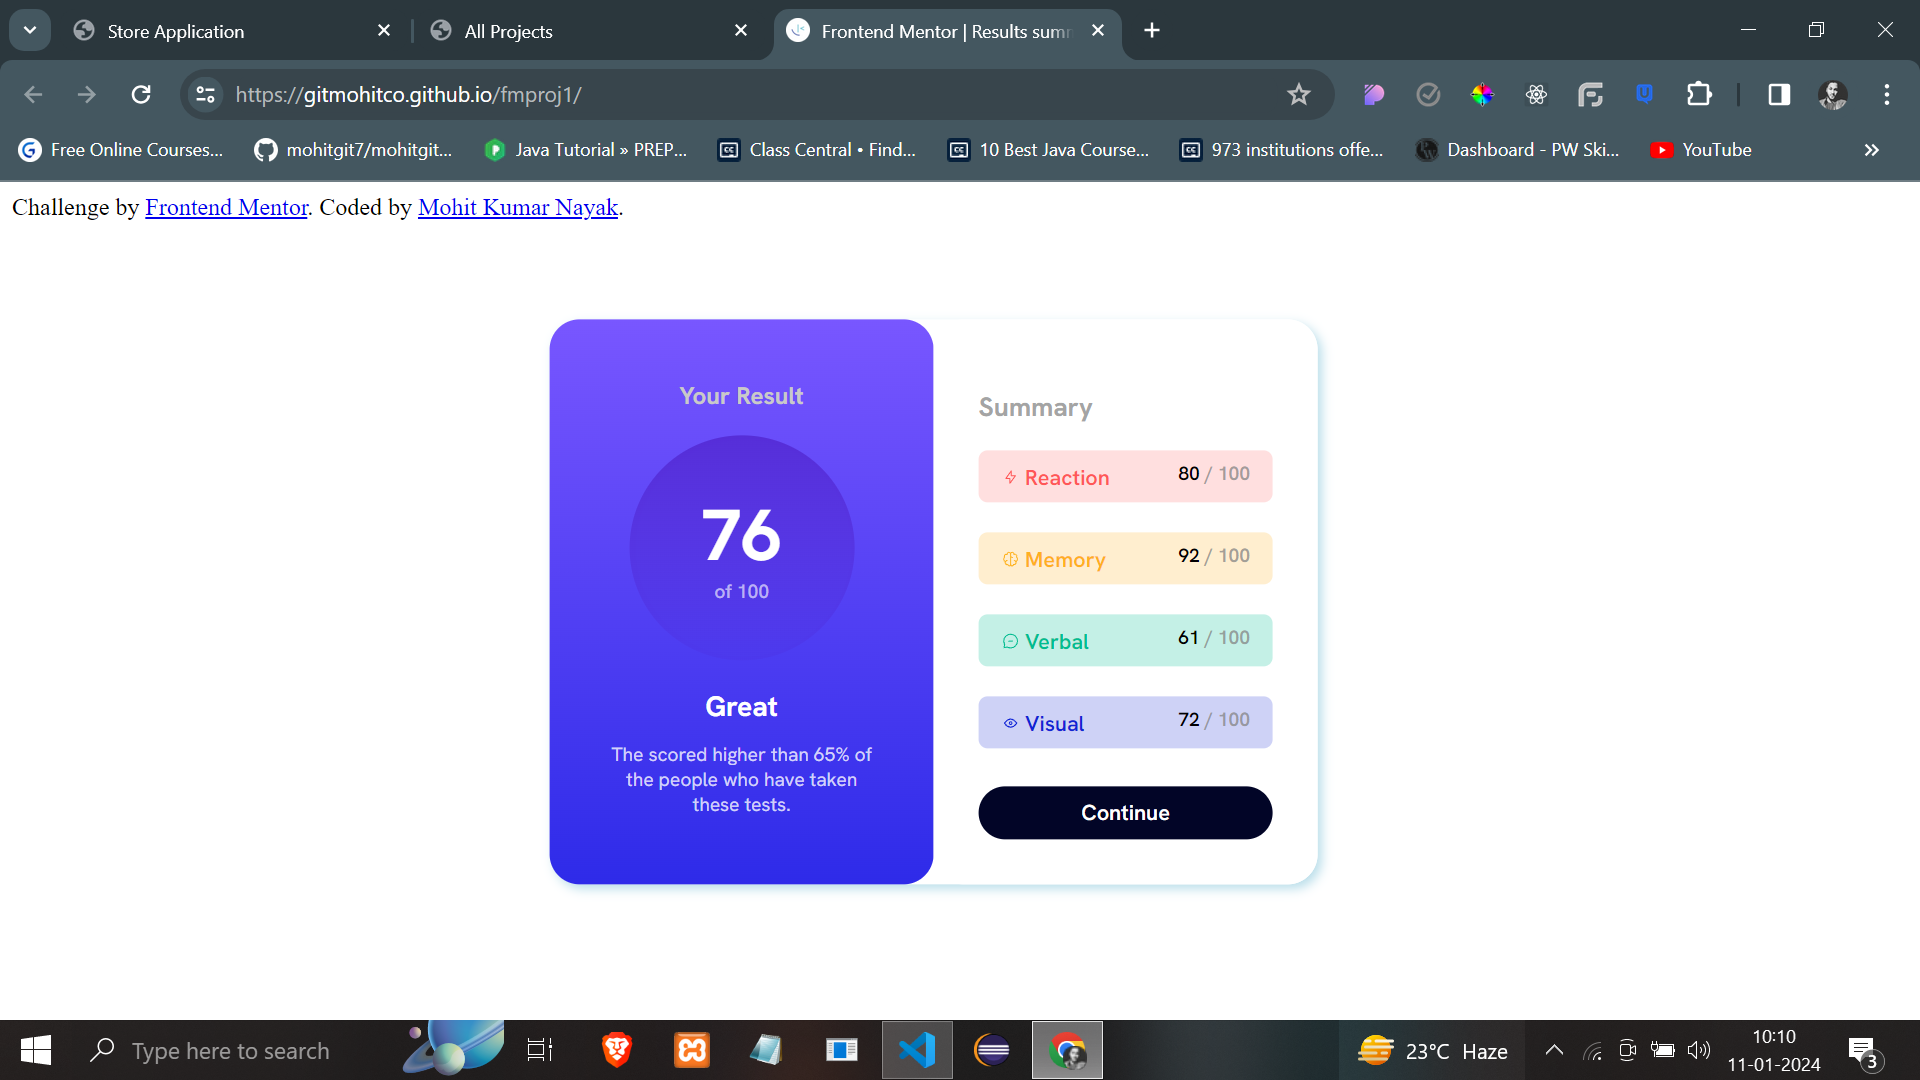 Store Application
All Projects
Frontend Mentor | Results sum
https://gitmohitco.github.io/fmproj1/
Free Online Courses...
mohitgit7/mohitgit...
Java Tutorial » PREP...
Class Central • Find...
10 Best Java Course...
973 institutions offe...
Dashboard - PW Ski...
YouTube
Challenge by Frontend Mentor. Coded by Mohit Kumar Nayak.
Your Result
76
of 100
Great
The scored higher than 65% of
the people who have taken
these tests.
Summary
Reaction 80 / 100
Memory 92 / 100
Verbal 61 / 100
Visual 72 / 100
Continue
Type here to search
23°C Haze
10:10
11-01-2024
3